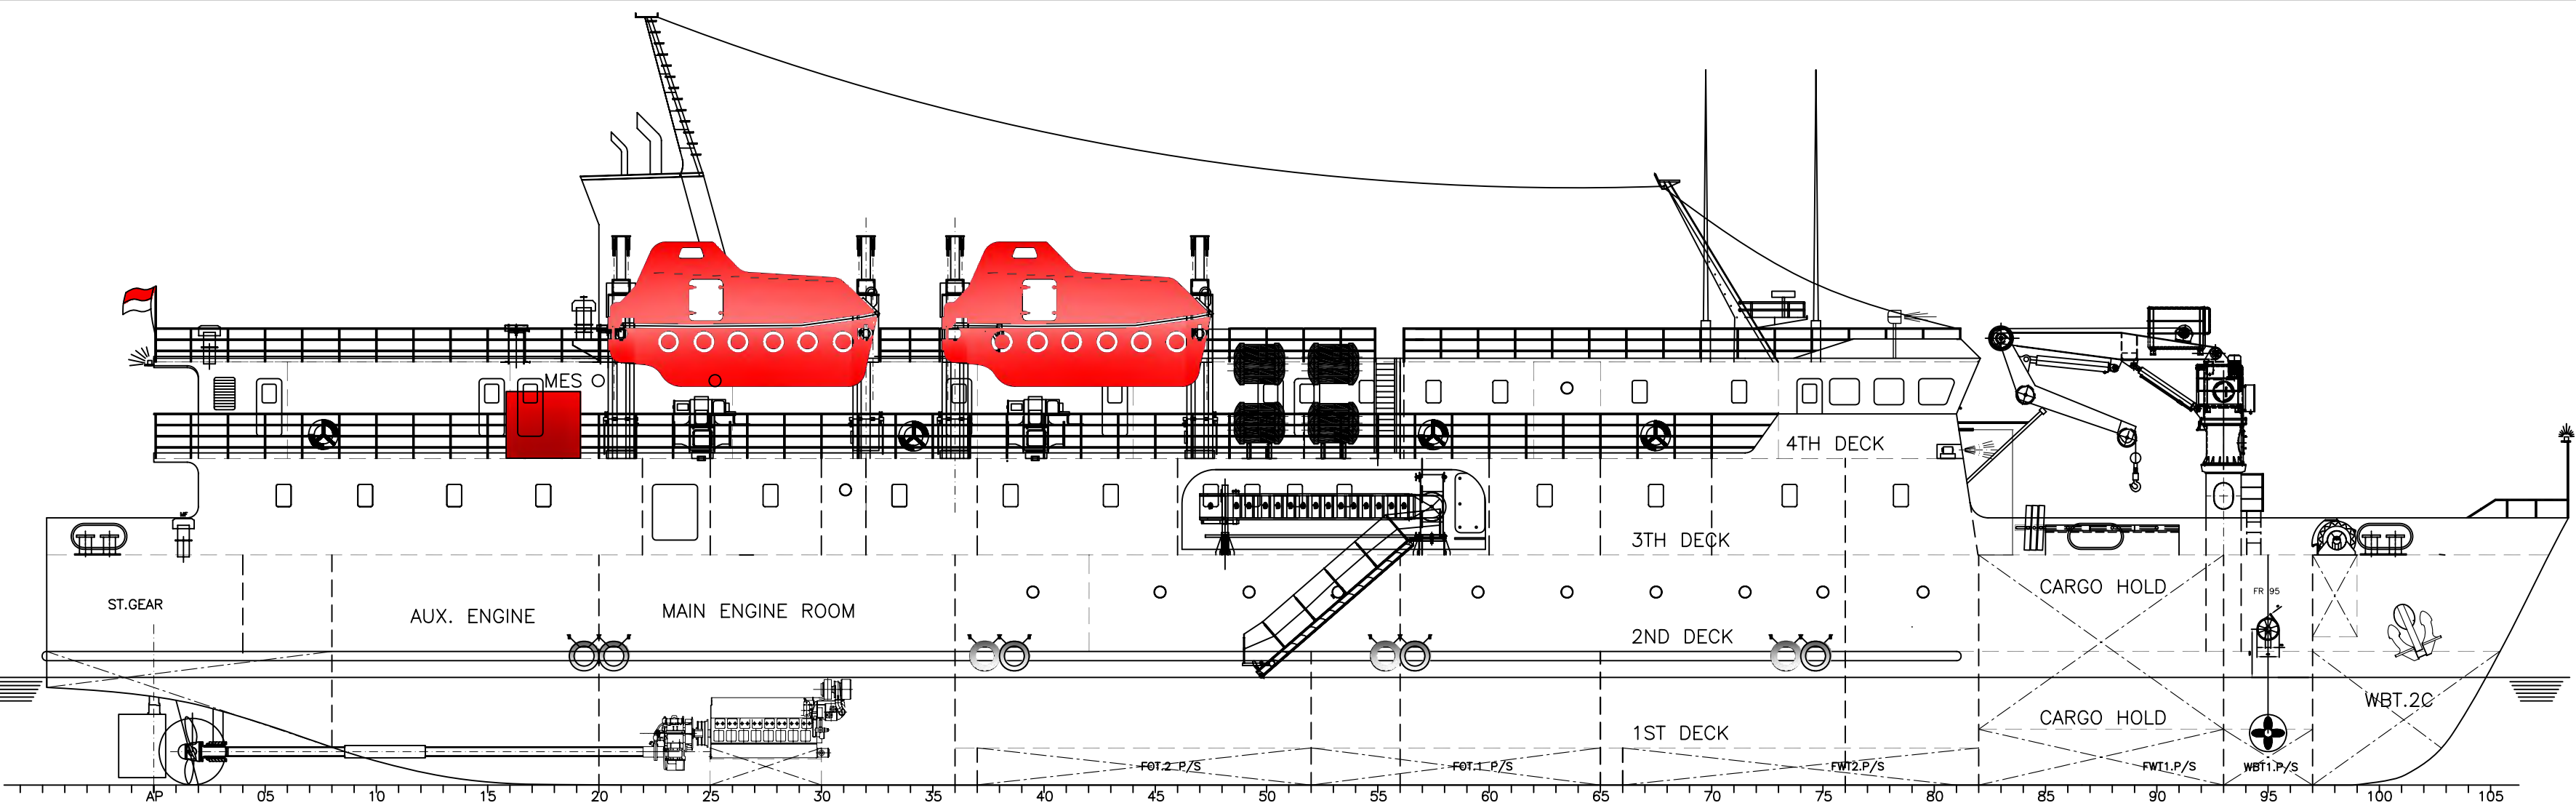 MES
4TH DECK
3TH DECK
CARGO HOLD
FR 95
ST.GEAR
AUX. ENGINE
MAIN ENGINE ROOM
2ND DECK
WBT.2C
CARGO HOLD
1ST DECK
FOT.2 P/S
FOT.1 P/S
FWT2.P/S
FWT1.P/S
WBT1.P/S
AP 05 10 15 20 25 30 35 40 45 50 55 60 65 70 75 80 85 90 95 100 105